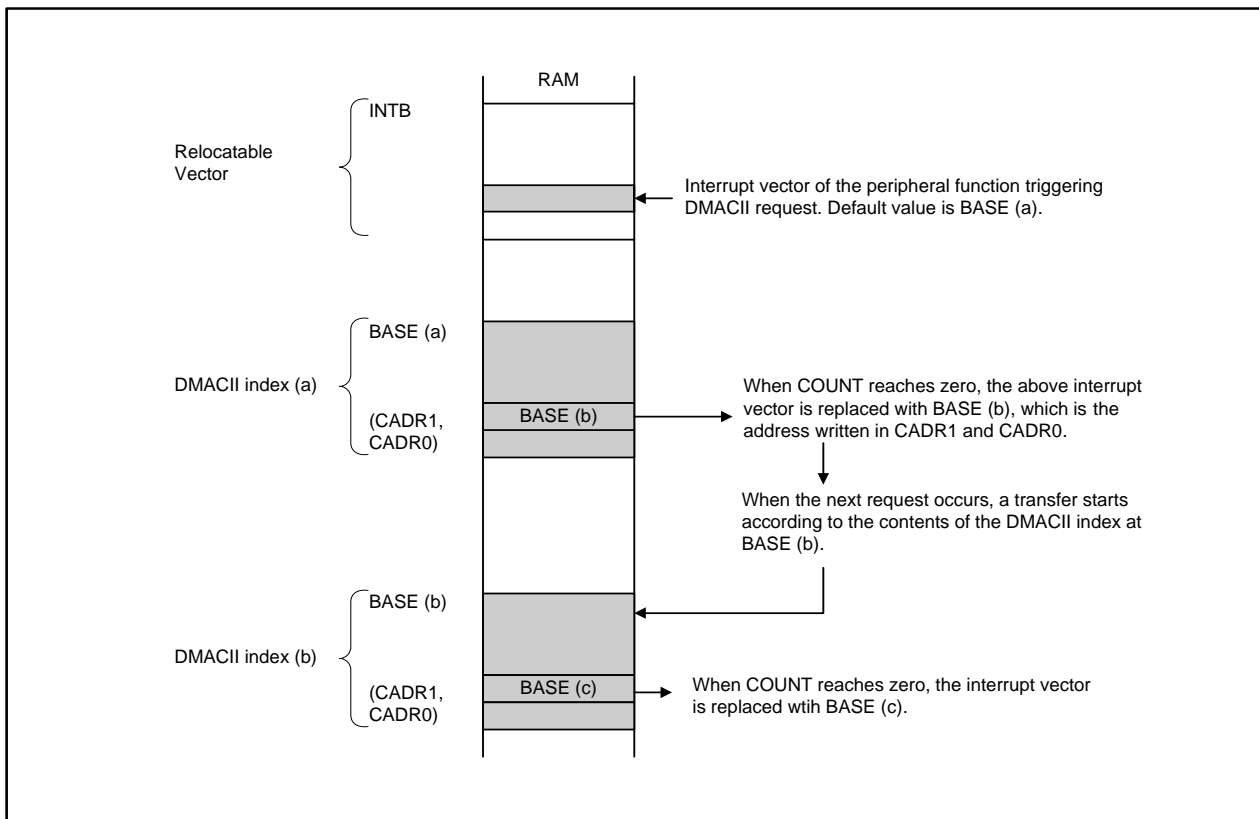 RAM
INTB
Relocatable
Vector
Interrupt vector of the peripheral function triggering
DMACII request. Default value is BASE (a).
BASE (a)
DMACII index (a)
(CADR1,
CADR0)
BASE (b)
When COUNT reaches zero, the above interrupt
vector is replaced with BASE (b), which is the
address written in CADR1 and CADR0.
When the next request occurs, a transfer starts
according to the contents of the DMACII index at
BASE (b).
BASE (b)
DMACII index (b)
(CADR1,
CADR0)
BASE (c)
When COUNT reaches zero, the interrupt vector
is replaced wtih BASE (c).